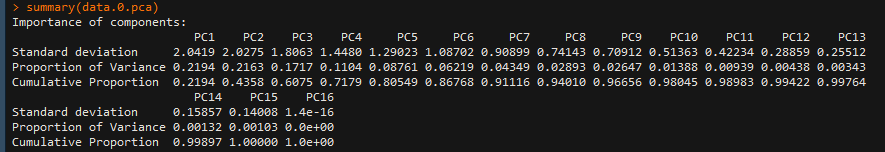 > summary(data.0.pca)
Importance of components:
PC1 PC2 PC3 PC4 PC5 PC6 PC7 PC8 PC9 PC10 PC11 PC12 PC13
Standard deviation 2.0419 2.0275 1.8063 1.4480 1.29023 1.08702 0.90899 0.74143 0.70912 0.51363 0.42234 0.28859 0.25512
Proportion of Variance 0.2194 0.2163 0.1717 0.1104 0.08761 0.06219 0.04349 0.02893 0.02647 0.01388 0.00939 0.00438 0.00343
Cumulative Proportion 0.2194 0.4358 0.6075 0.7179 0.80549 0.86768 0.91116 0.94010 0.96656 0.98045 0.98983 0.99422 0.99764
PC14 PC15 PC16
Standard deviation 0.15857 0.14008 1.4e-16
Proportion of Variance 0.00132 0.00103 0.0e+00
Cumulative Proportion 0.99897 1.00000 1.0e+00